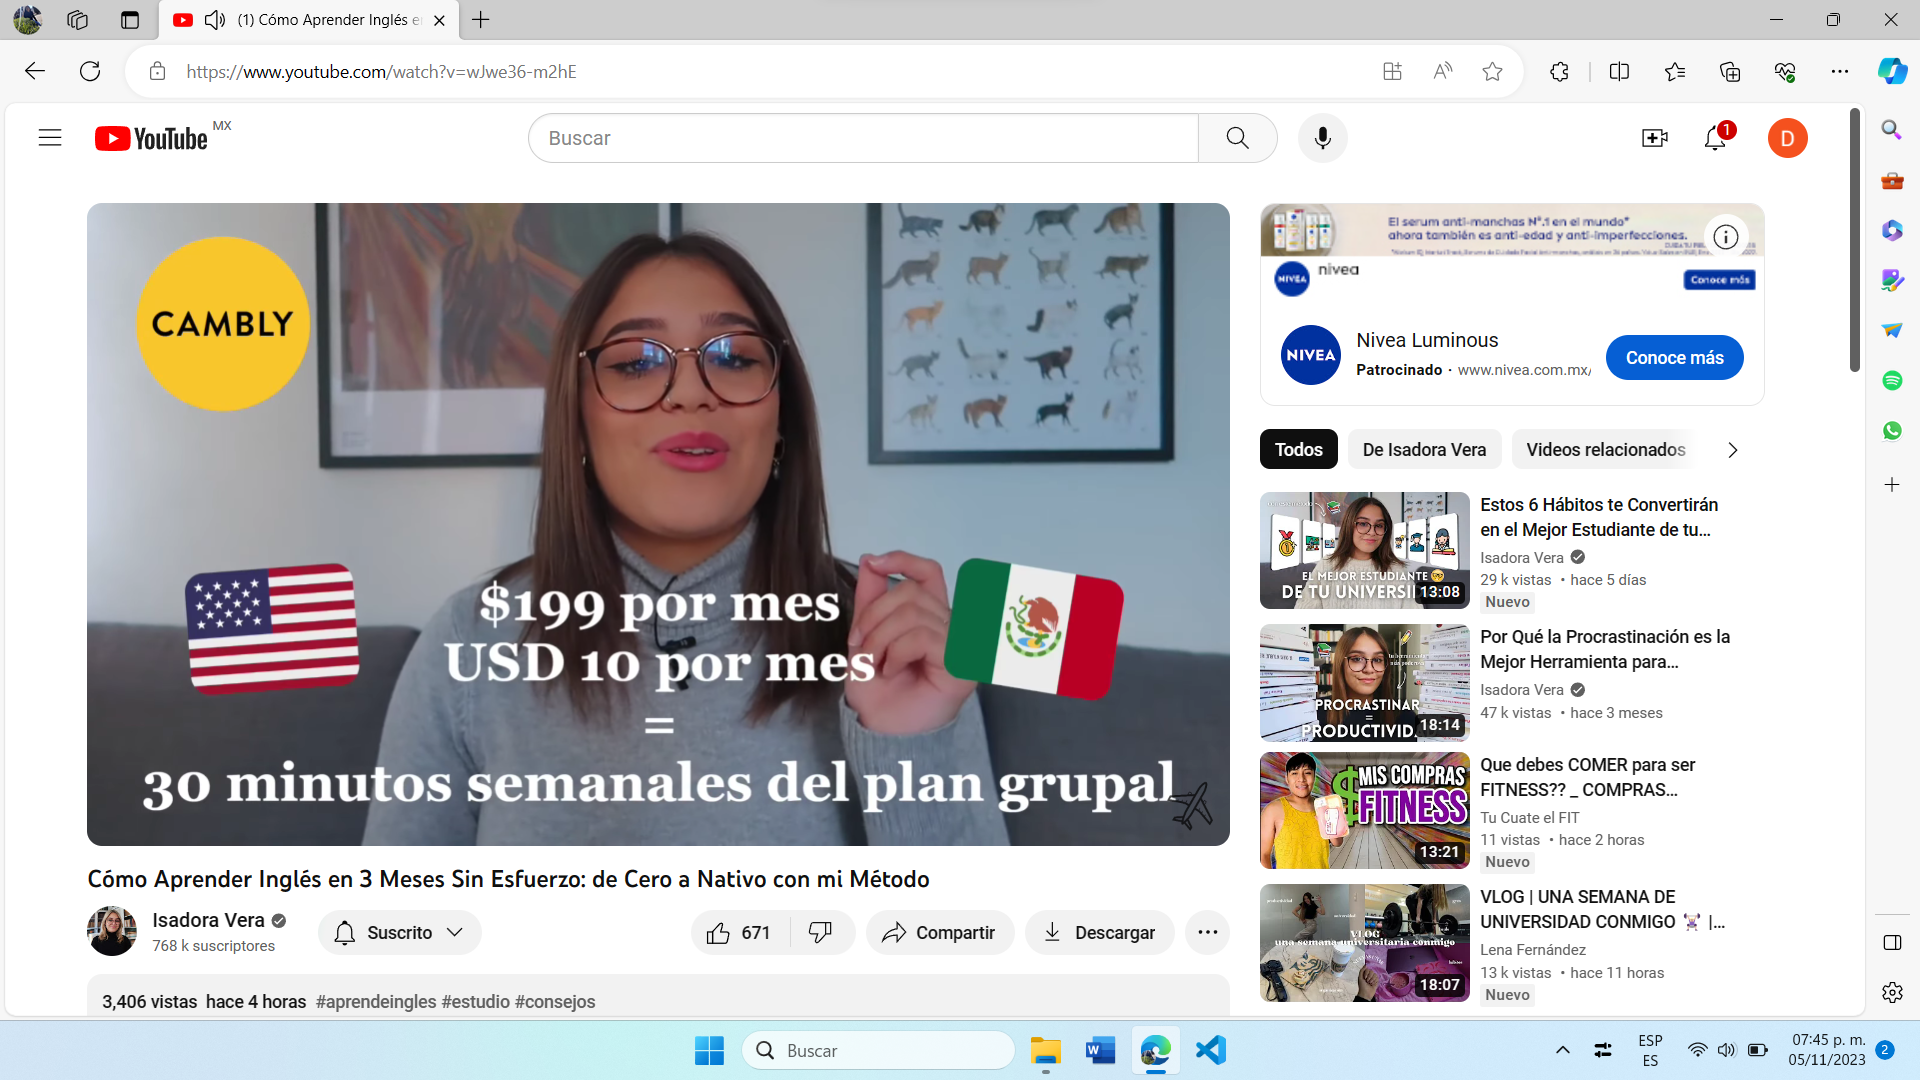 (1) Cómo Aprender Inglés e
https://www.youtube.com/watch?v=wJwe36-m2hE
YouTube MX
Buscar
1
D
CAMBLY
$199 por mes
USD 10 por mes
=
30 minutos semanales del plan grupal
Cómo Aprender Inglés en 3 Meses Sin Esfuerzo: de Cero a Nativo con mi Método
Isadora Vera
768 k suscriptores
Suscrito
671
Compartir
Descargar
3,406 vistas hace 4 horas #aprendeingles #estudio #consejos
El serum anti-manchas N°.1 en el mundo*
ahora también es anti-edad y anti-imperfecciones.
NIVEA
nivea
Conoce más
NIVEA
Nivea Luminous
Patrocinado · www.nivea.com.mx/
Conoce más
Todos
De Isadora Vera
Videos relacionados
EL MEJOR ESTUDIANTE
DE TU UNIVERSI
13:08
Estos 6 Hábitos te Convertirán
en el Mejor Estudiante de tu...
Isadora Vera
29 k vistas • hace 5 días
Nuevo
PROCRASTINAR
=
PRODUCTIVID
18:14
Por Qué la Procrastinación es la
Mejor Herramienta para...
Isadora Vera
47 k vistas • hace 3 meses
$ MIS COMPRAS
FITNESS
13:21
Que debes COMER para ser
FITNESS?? _ COMPRAS...
Tu Cuate el FIT
11 vistas • hace 2 horas
Nuevo
VLOG
una semana universitaria conmigo
18:07
VLOG | UNA SEMANA DE
UNIVERSIDAD CONMIGO 🏋️ |...
Lena Fernández
13 k vistas • hace 11 horas
Nuevo
Buscar
ESP
ES
07:45 p. m.
05/11/2023
2